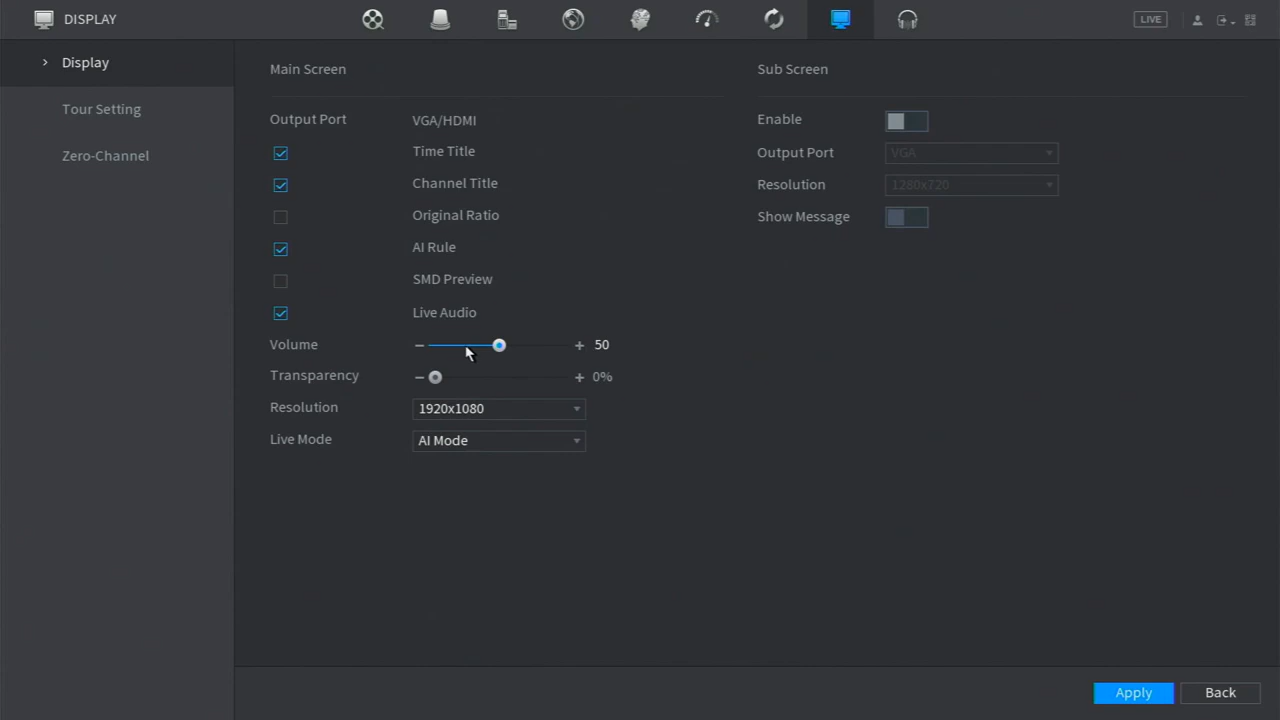 DISPLAY
LIVE
Display
Tour Setting
Zero-Channel
Main Screen
Output Port VGA/HDMI
Time Title
Channel Title
Original Ratio
AI Rule
SMD Preview
Live Audio
Volume − + 50
Transparency − + 0%
Resolution 1920x1080
Live Mode AI Mode
Sub Screen
Enable
Output Port VGA
Resolution 1280x720
Show Message
Apply Back